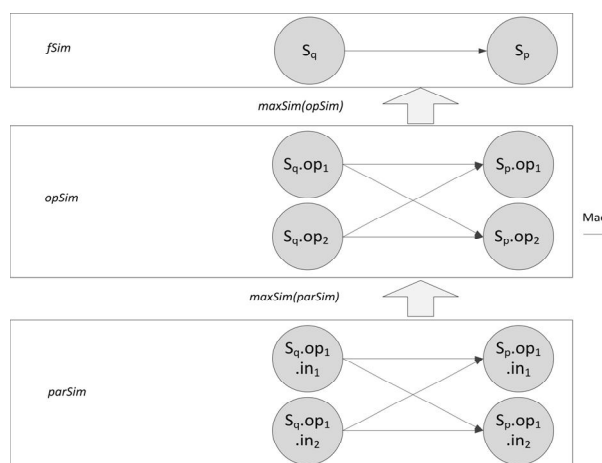 fSim
Sq
Sp
maxSim(opSim)
Sq.op1
Sp.op1
opSim
Sq.op2
Sp.op2
maxSim(parSim)
Sq.op1
.in1
Sp.op1
.in1
parSim
Sq.op1
.in2
Sp.op1
.in2